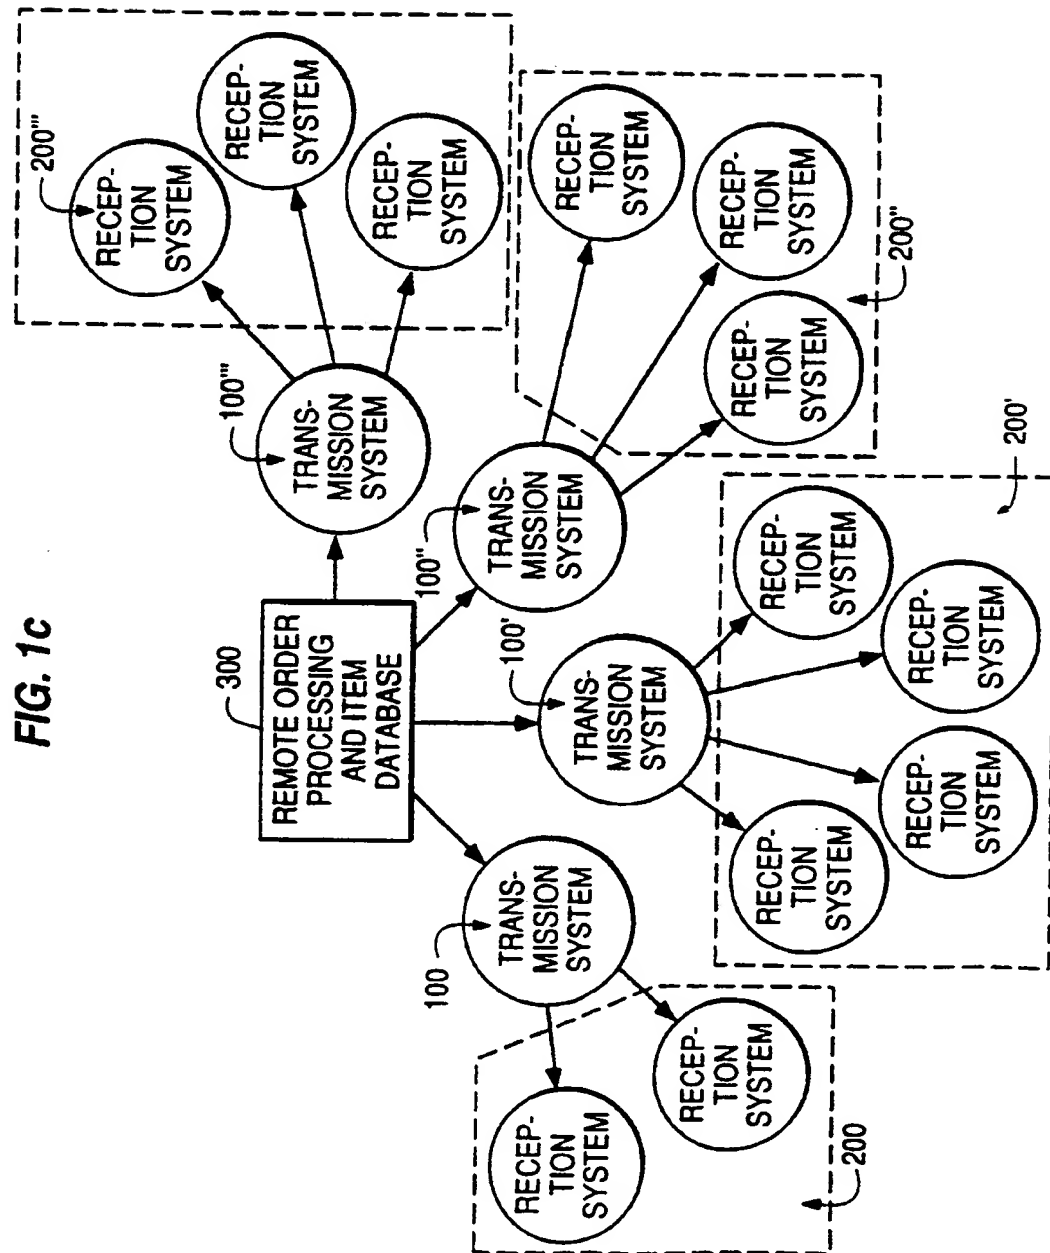 FIG. 1c
300
REMOTE ORDER
PROCESSING
AND ITEM
DATABASE
100
TRANS-
MISSION
SYSTEM
100'
TRANS-
MISSION
SYSTEM
100''
TRANS-
MISSION
SYSTEM
100'''
TRANS-
MISSION
SYSTEM
RECEP-
TION
SYSTEM
RECEP-
TION
SYSTEM
200
RECEP-
TION
SYSTEM
RECEP-
TION
SYSTEM
RECEP-
TION
SYSTEM
RECEP-
TION
SYSTEM
200'
RECEP-
TION
SYSTEM
RECEP-
TION
SYSTEM
RECEP-
TION
SYSTEM
200''
200'''
RECEP-
TION
SYSTEM
RECEP-
TION
SYSTEM
RECEP-
TION
SYSTEM